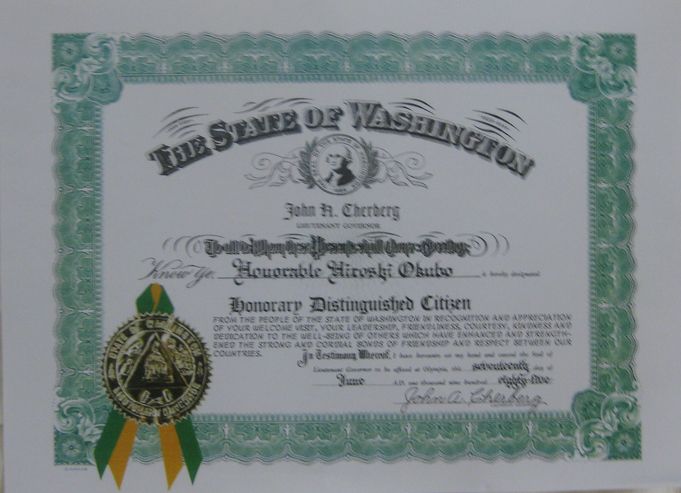 THE STATE OF WASHINGTON
John A. Cherberg
LIEUTENANT GOVERNOR
To all to Whom these Presents shall Come, Greeting:
Know Ye, Honorable Hiroshi Okubo is hereby designated
Honorary Distinguished Citizen
FROM THE PEOPLE OF THE STATE OF WASHINGTON IN RECOGNITION AND APPRECIATION
OF YOUR WELCOME VISIT, YOUR LEADERSHIP, FRIENDLINESS, COURTESY, KINDNESS AND
DEDICATION TO THE WELL-BEING OF OTHERS WHICH HAVE ENHANCED AND STRENGTH-
ENED THE STRONG AND CORDIAL BONDS OF FRIENDSHIP AND RESPECT BETWEEN OUR
COUNTRIES. In Testimony Whereof, I have hereunto set my hand and caused the Seal of
Lieutenant Governor to be affixed at Olympia, this seventeenth day of
June A.D. one thousand nine hundred eighty-five
John A. Cherberg